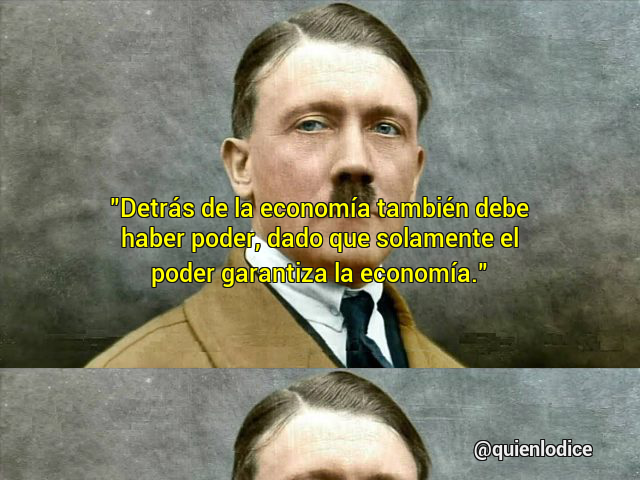 "Detrás de la economía también debe
haber poder, dado que solamente el
poder garantiza la economía."
@quienlodice